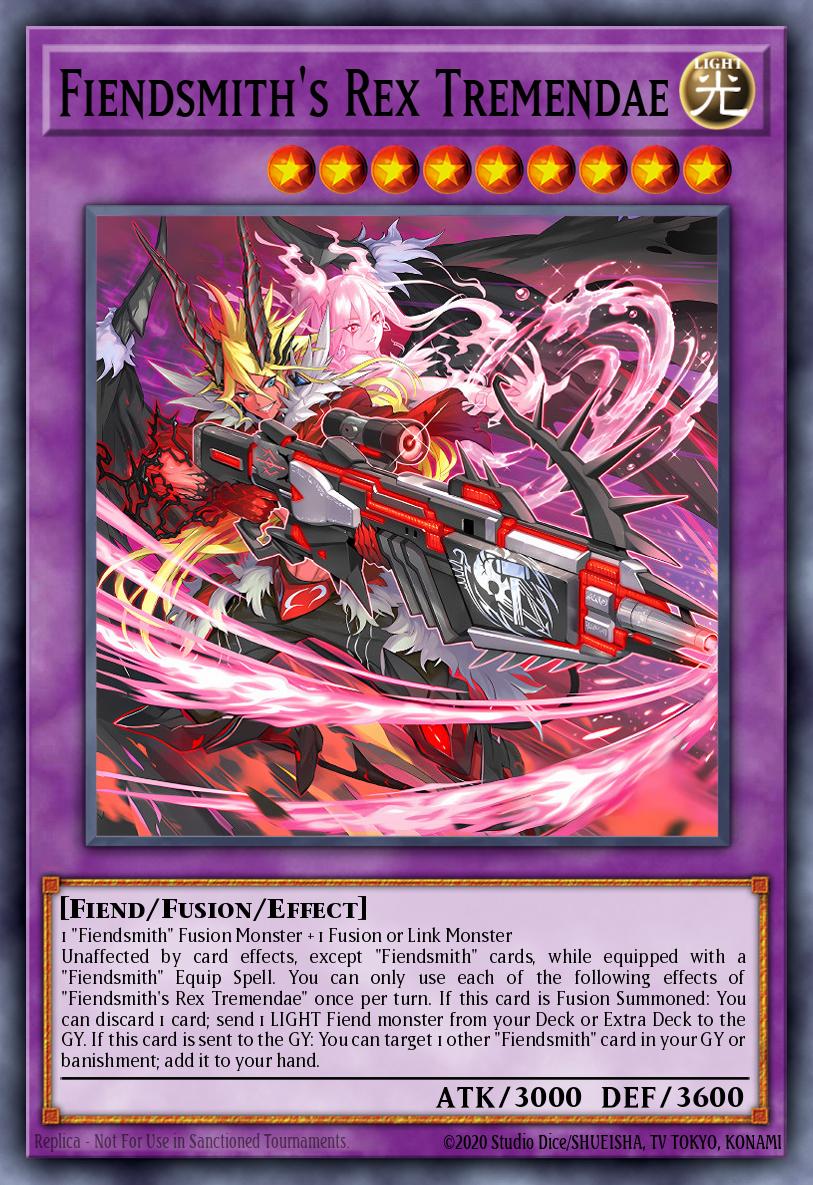 Fiendsmith's Rex Tremendae
LIGHT
光
[Fiend/Fusion/Effect]
1 "Fiendsmith" Fusion Monster + 1 Fusion or Link Monster
Unaffected by card effects, except "Fiendsmith" cards, while equipped with a
"Fiendsmith" Equip Spell. You can only use each of the following effects of
"Fiendsmith's Rex Tremendae" once per turn. If this card is Fusion Summoned: You
can discard 1 card; send 1 LIGHT Fiend monster from your Deck or Extra Deck to the
GY. If this card is sent to the GY: You can target 1 other "Fiendsmith" card in your GY or
banishment; add it to your hand.
ATK/3000 DEF/3600
Replica - Not For Use in Sanctioned Tournaments.
©2020 Studio Dice/SHUEISHA, TV TOKYO, KONAMI